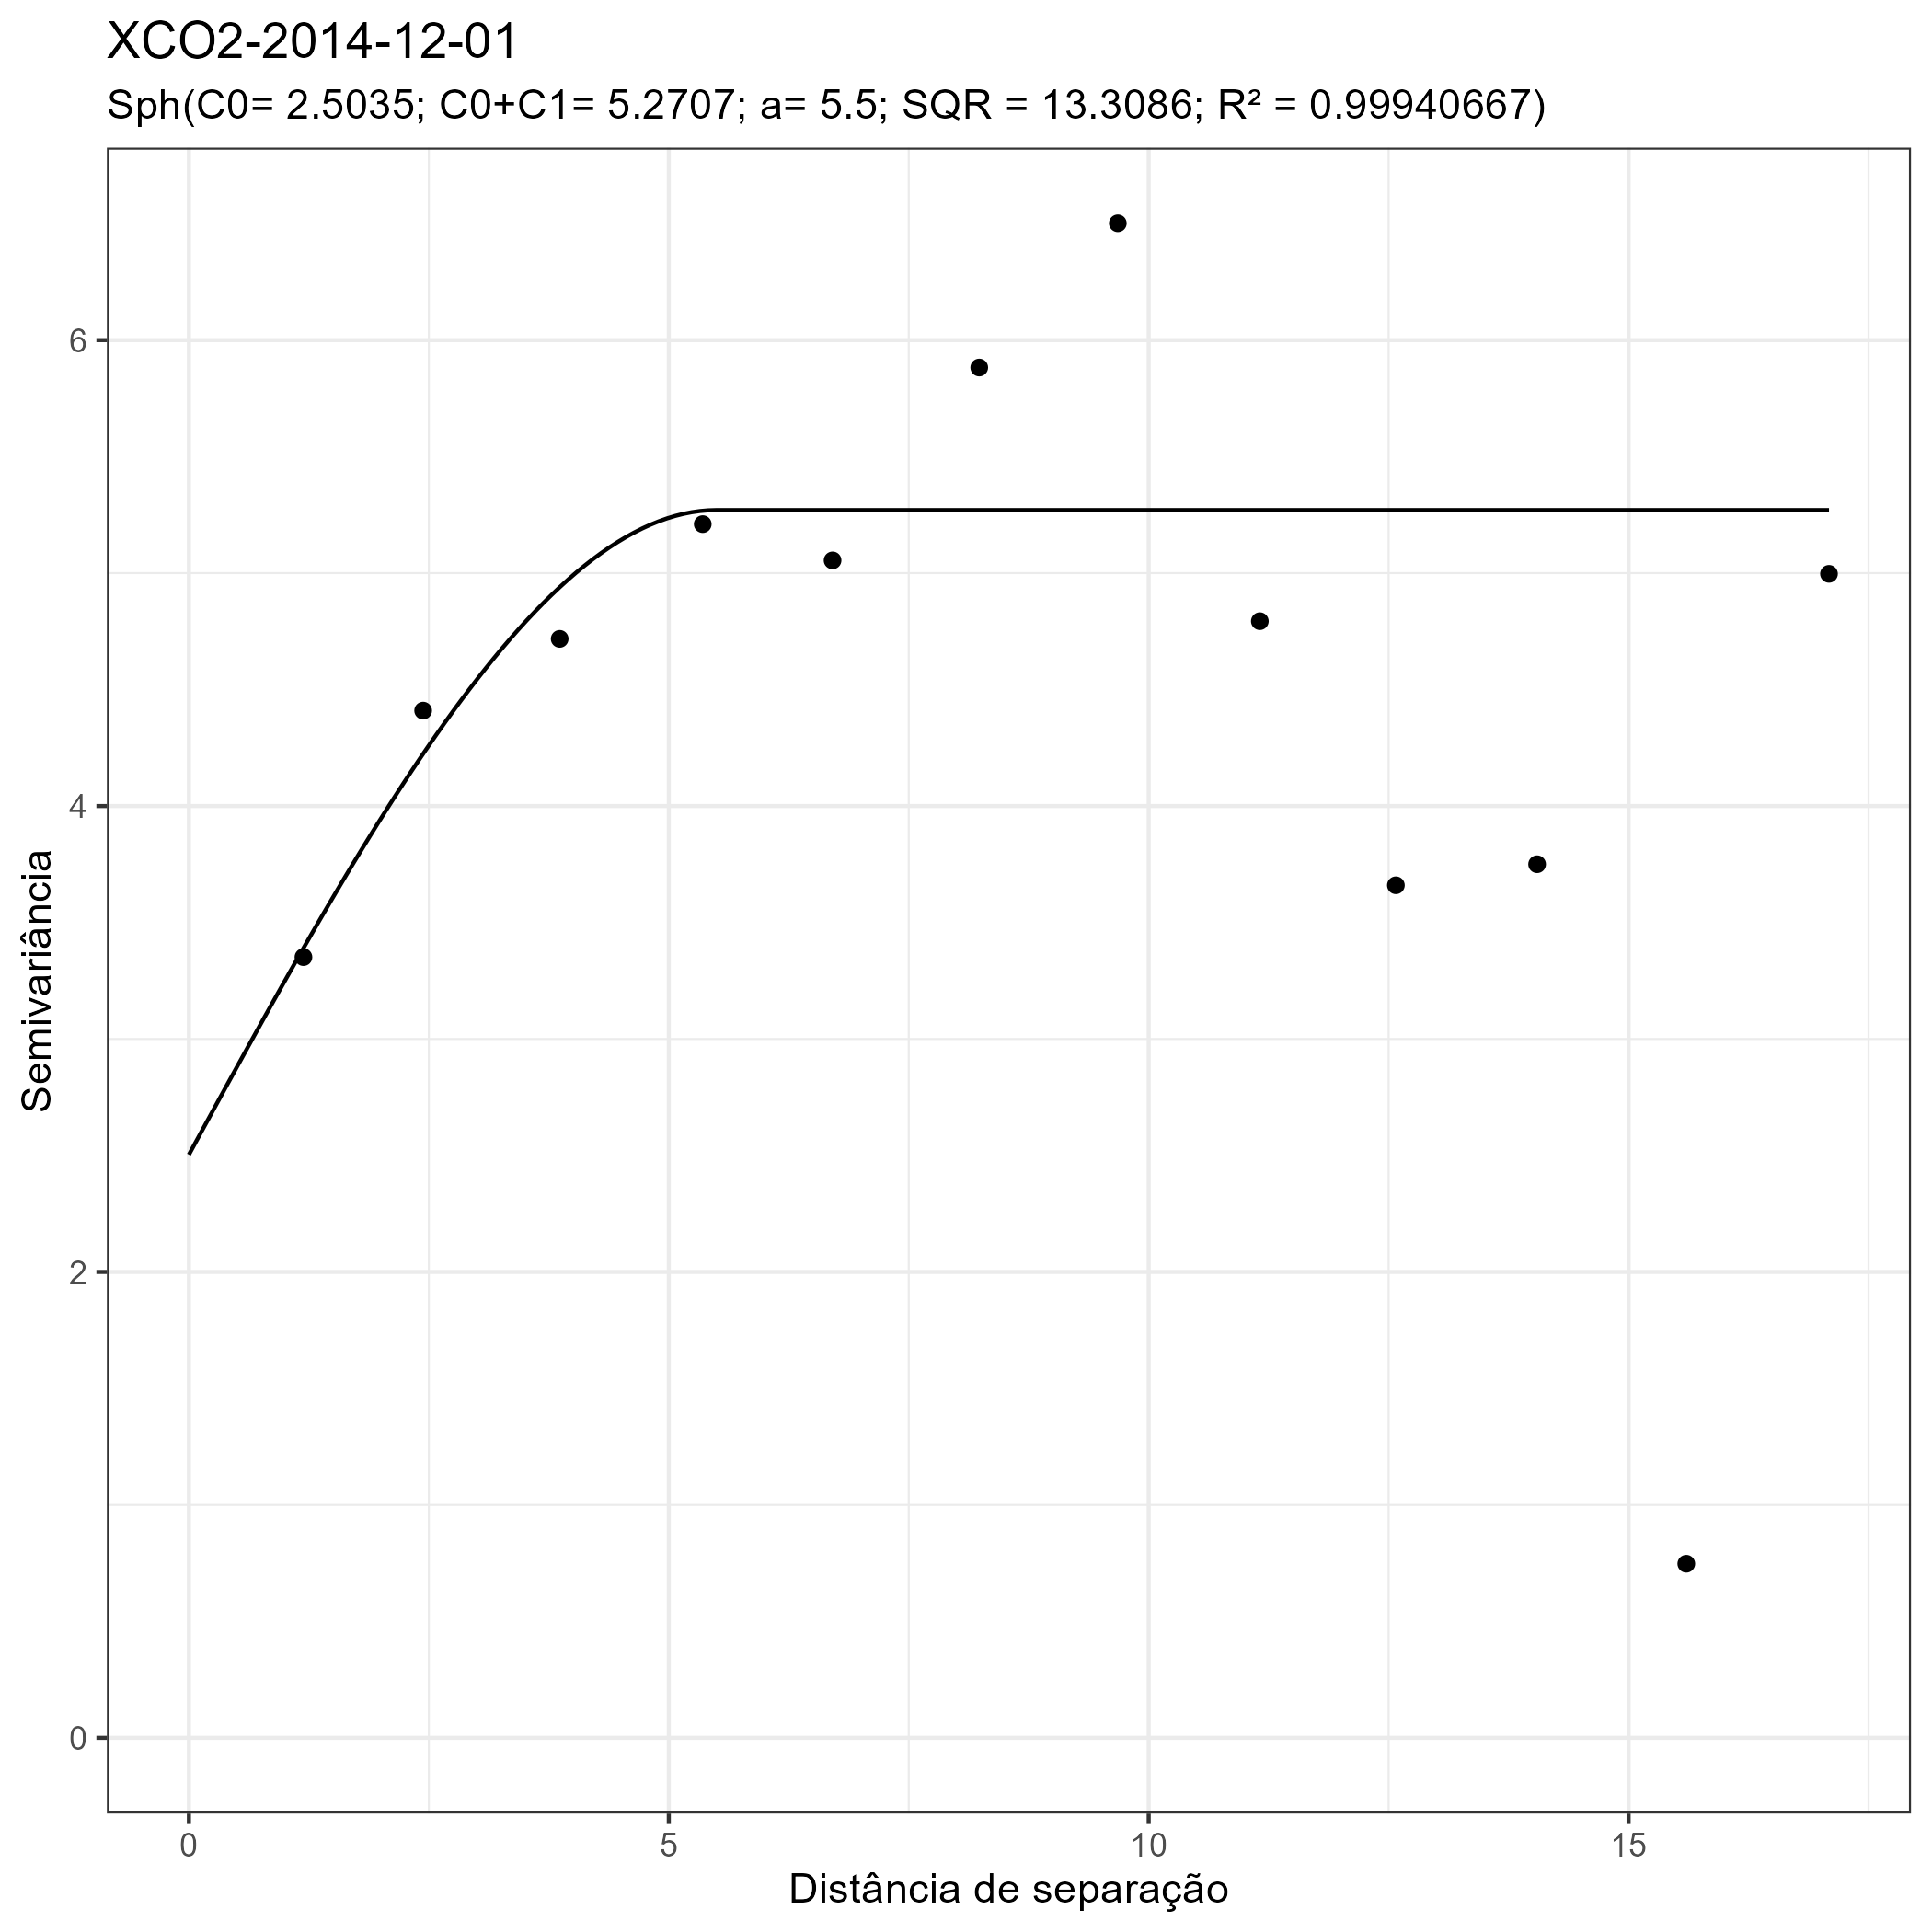 XCO2-2014-12-01
Sph(C0= 2.5035; C0+C1= 5.2707; a= 5.5; SQR = 13.3086; R² = 0.99940667)
Semivariância
6
4
2
0
0 5 10 15
Distância de separação